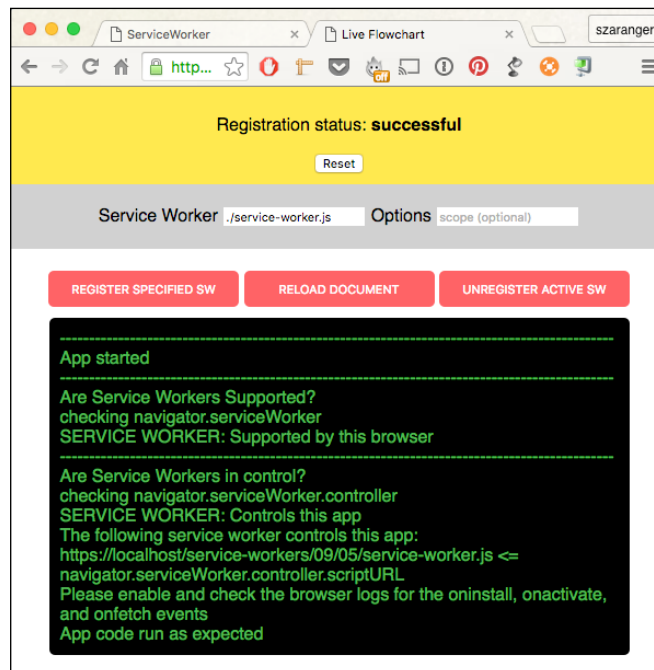 ServiceWorker
Live Flowchart
szaranger
http...
off
Registration status: successful
Reset
Service Worker ./service-worker.js Options scope (optional)
REGISTER SPECIFIED SW RELOAD DOCUMENT UNREGISTER ACTIVE SW
App started
Are Service Workers Supported?
checking navigator.serviceWorker
SERVICE WORKER: Supported by this browser
Are Service Workers in control?
checking navigator.serviceWorker.controller
SERVICE WORKER: Controls this app
The following service worker controls this app:
https://localhost/service-workers/09/05/service-worker.js <=
navigator.serviceWorker.controller.scriptURL
Please enable and check the browser logs for the oninstall, onactivate,
and onfetch events
App code run as expected